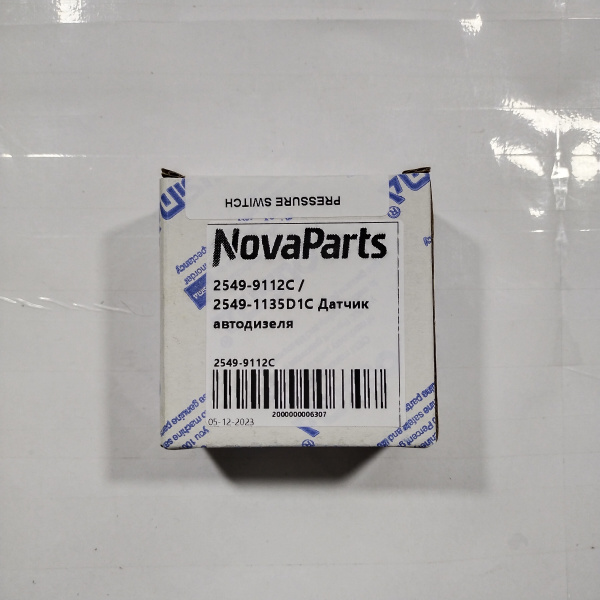 PRESSURE SWITCH
NovaParts
2549-9112C /
2549-1135D1C Датчик
автодизеля
2549-9112C
2000000006307
05-12-2023